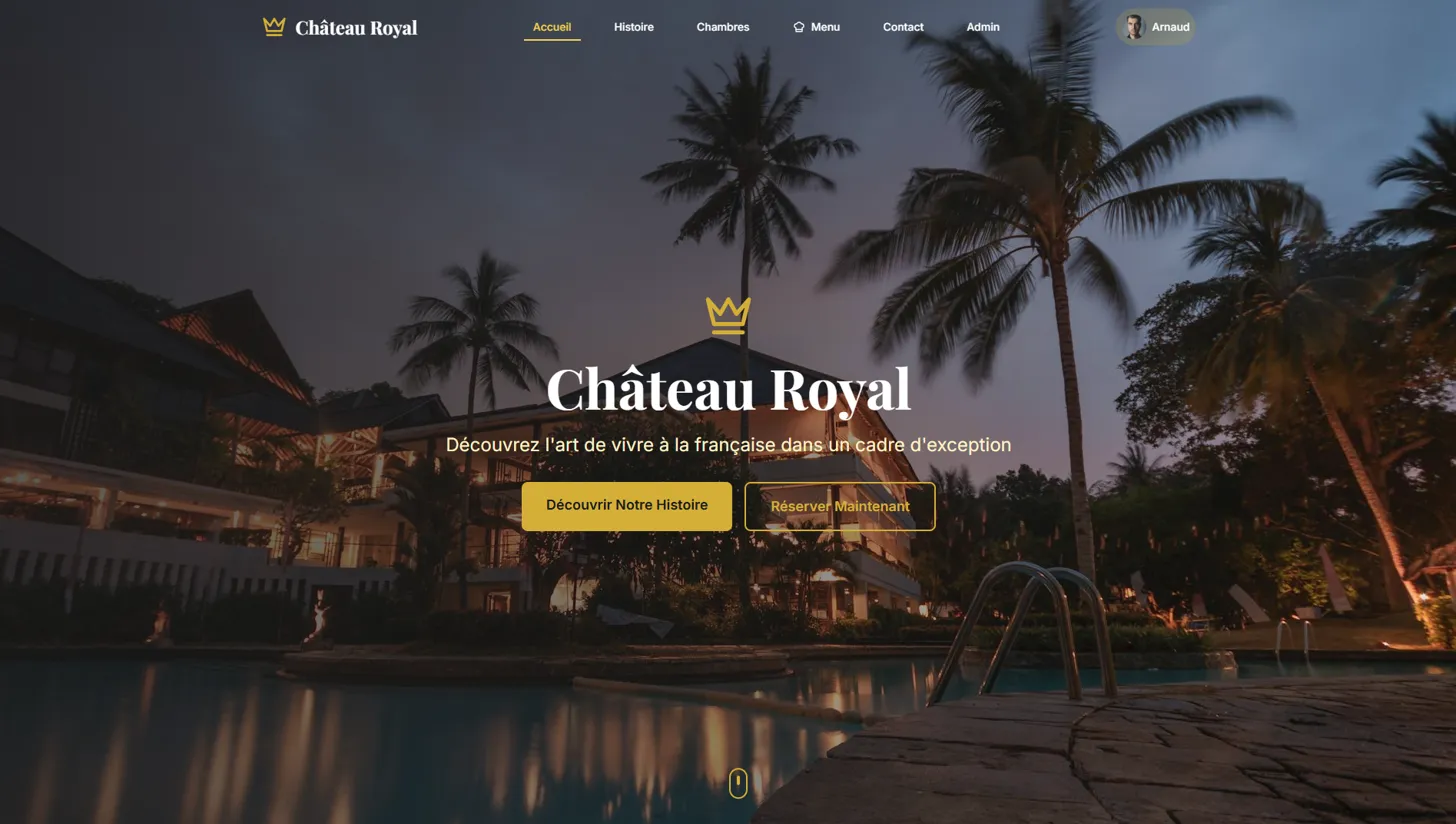 Château Royal
Accueil
Histoire
Chambres
Menu
Contact
Admin
Arnaud
Château Royal
Découvrez l'art de vivre à la française dans un cadre d'exception
Découvrir Notre Histoire
Réserver Maintenant